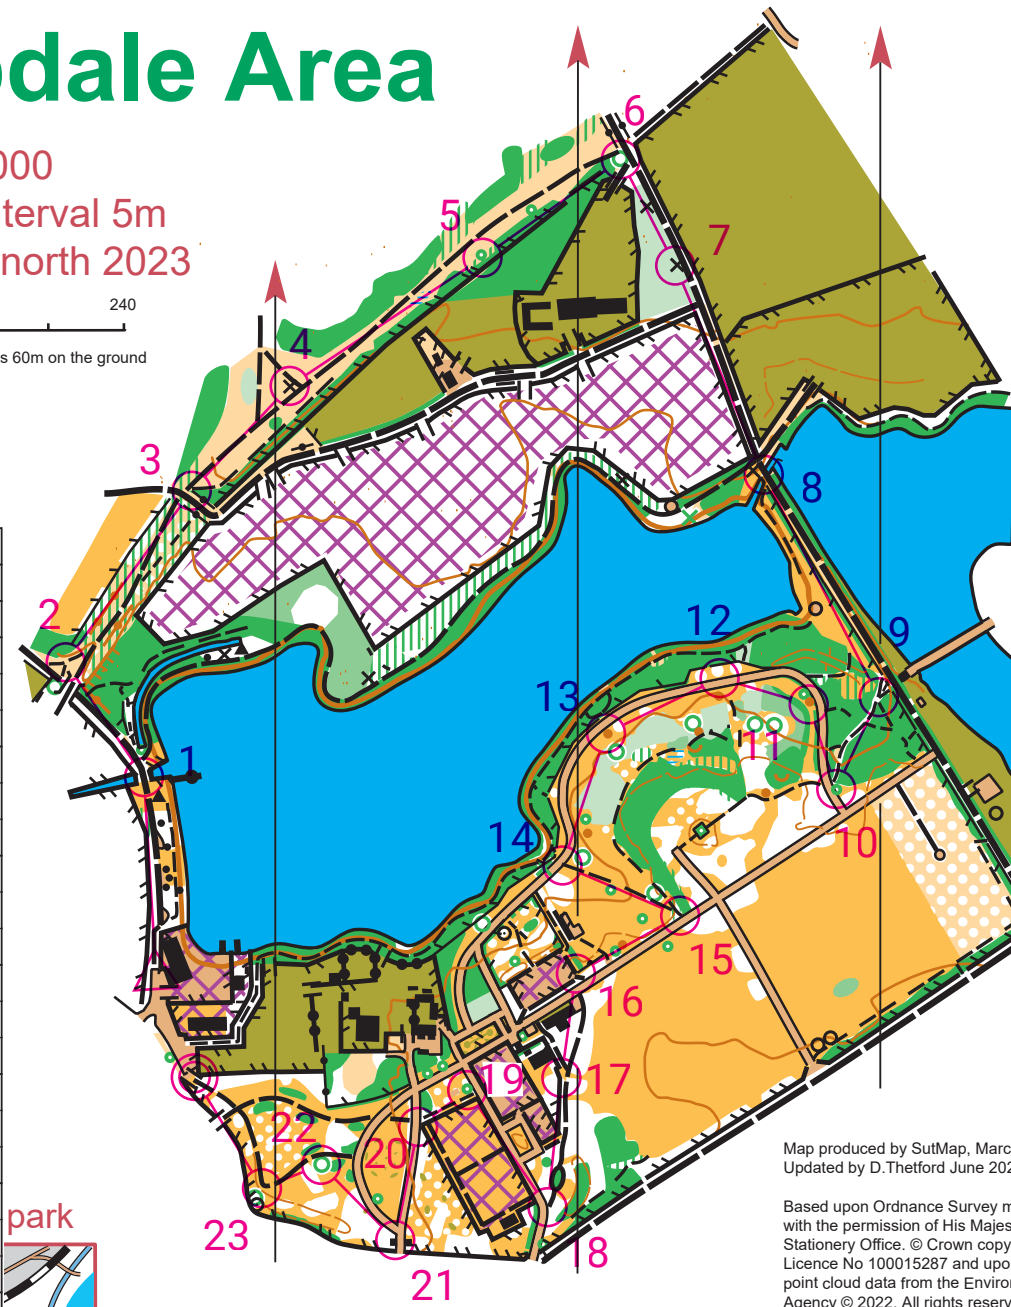 dale Area
000
terval 5m
north 2023
240
s 60m on the ground
6
5
7
4
3
8
2
12
9
13
1
11
14
10
15
16
19
17
22
20
23
18
21
park
Map produced by SutMap, Marc
Updated by D.Thetford June 202
Based upon Ordnance Survey m
with the permission of His Majes
Stationery Office. © Crown copy
Licence No 100015287 and upo
point cloud data from the Enviro
Agency © 2022. All rights reserv